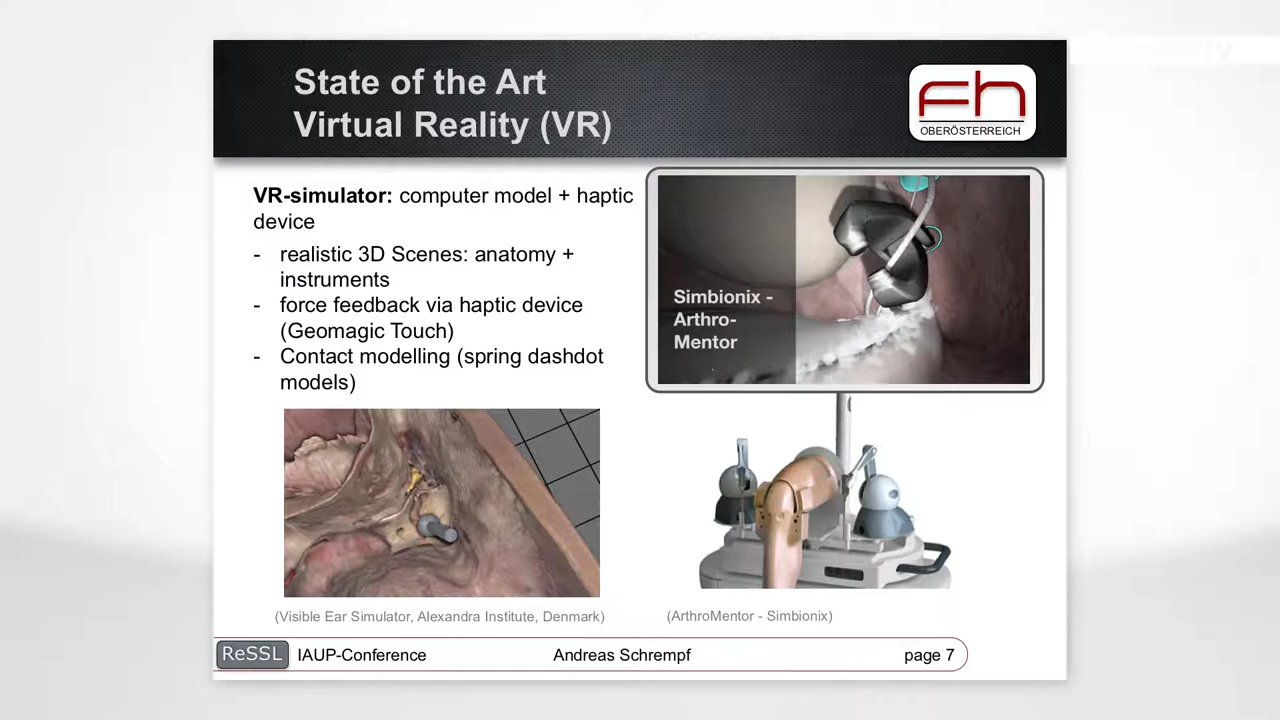 State of the Art
Virtual Reality (VR)
Fh
OBERÖSTERREICH
VR-simulator: computer model + haptic
device
- realistic 3D Scenes: anatomy +
instruments
- force feedback via haptic device
(Geomagic Touch)
- Contact modelling (spring dashdot
models)
Simbionix -
Arthro-
Mentor
(Visible Ear Simulator, Alexandra Institute, Denmark)
(ArthroMentor - Simbionix)
ReSSL IAUP-Conference Andreas Schrempf page 7